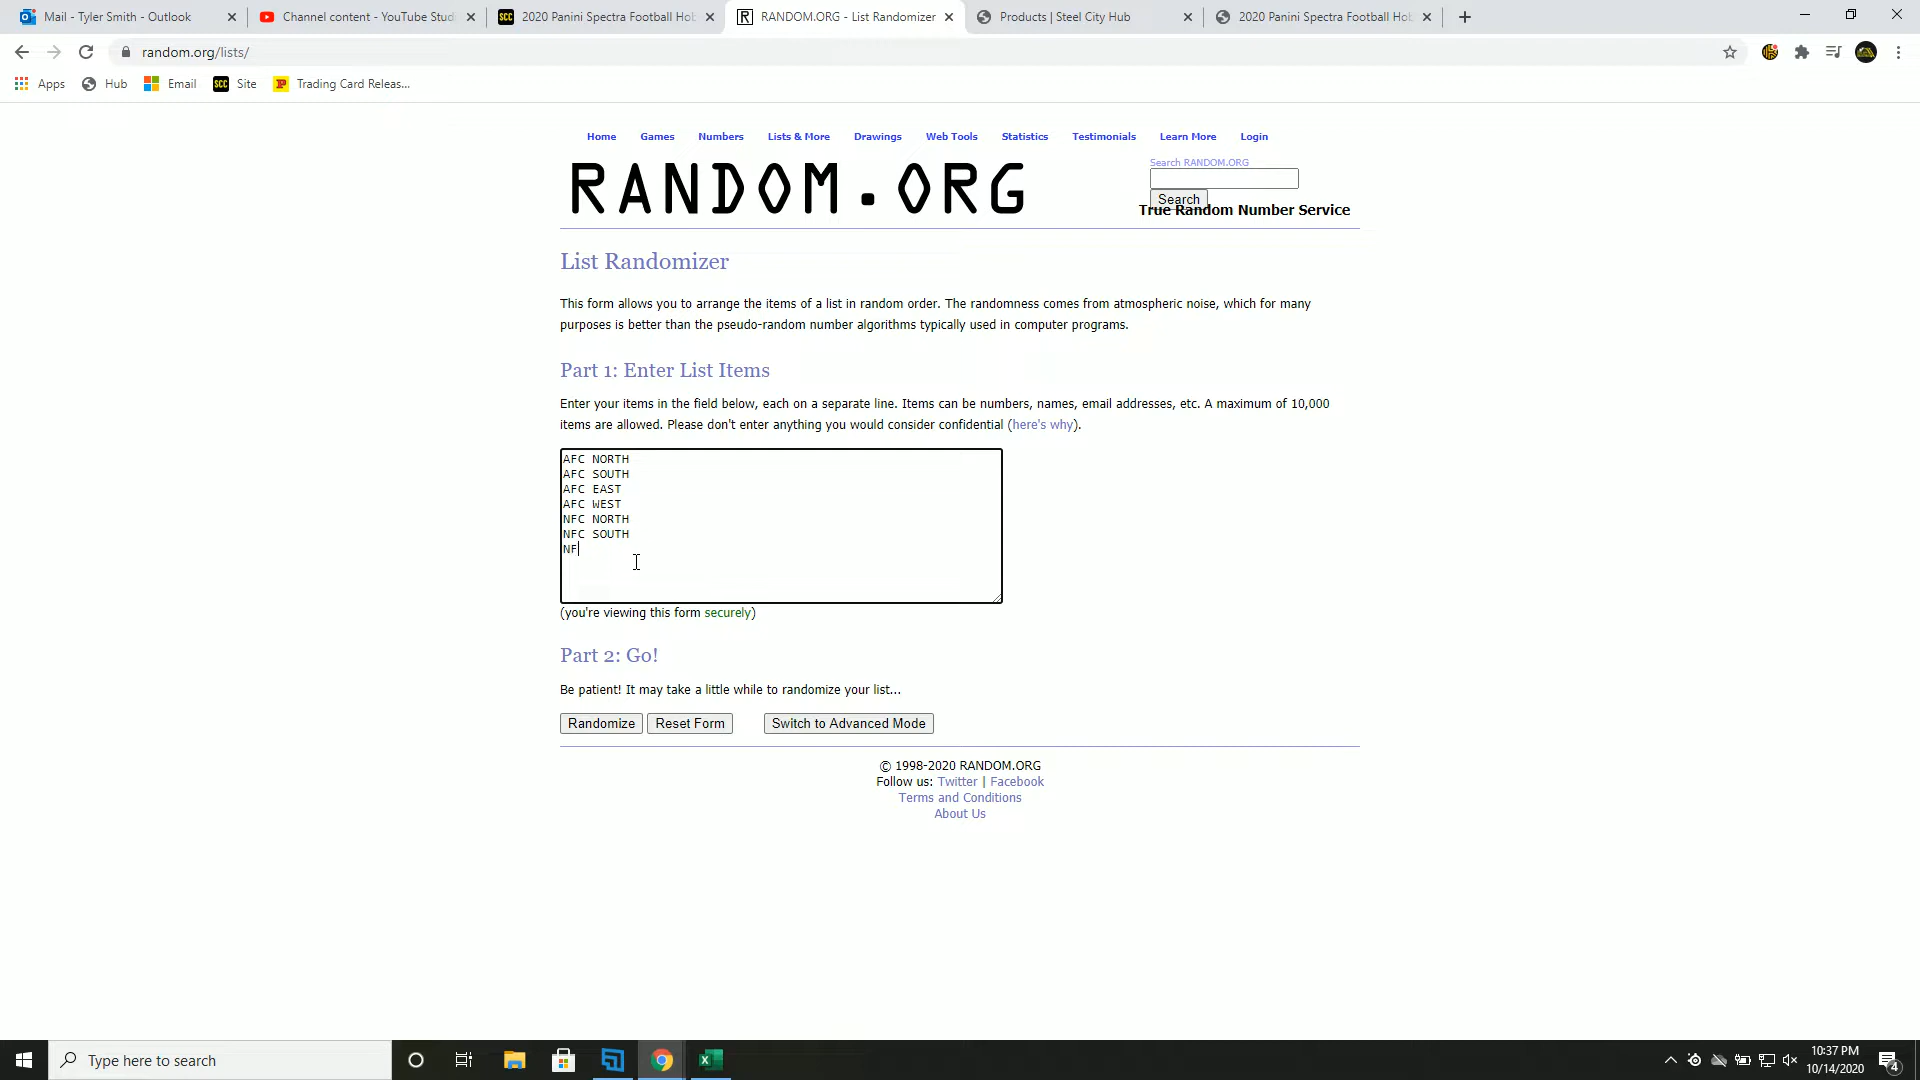 Mail - Tyler Smith - Outlook
Channel content - YouTube Studi
2020 Panini Spectra Football Hob
RANDOM.ORG - List Randomizer
Products | Steel City Hub
2020 Panini Spectra Football Hob
random.org/lists/
Apps
Hub
Email
SCC
Site
Trading Card Releas...
Home
Games
Numbers
Lists & More
Drawings
Web Tools
Statistics
Testimonials
Learn More
Login
RANDOM.ORG
Search RANDOM.ORG
Search
True Random Number Service
List Randomizer
This form allows you to arrange the items of a list in random order. The randomness comes from atmospheric noise, which for many
purposes is better than the pseudo-random number algorithms typically used in computer programs.
Part 1: Enter List Items
Enter your items in the field below, each on a separate line. Items can be numbers, names, email addresses, etc. A maximum of 10,000
items are allowed. Please don't enter anything you would consider confidential (here's why).
AFC NORTH
AFC SOUTH
AFC EAST
AFC WEST
NFC NORTH
NFC SOUTH
NF
(you're viewing this form securely)
Part 2: Go!
Be patient! It may take a little while to randomize your list...
Randomize
Reset Form
Switch to Advanced Mode
© 1998-2020 RANDOM.ORG
Follow us: Twitter | Facebook
Terms and Conditions
About Us
Type here to search
10:37 PM
10/14/2020
4